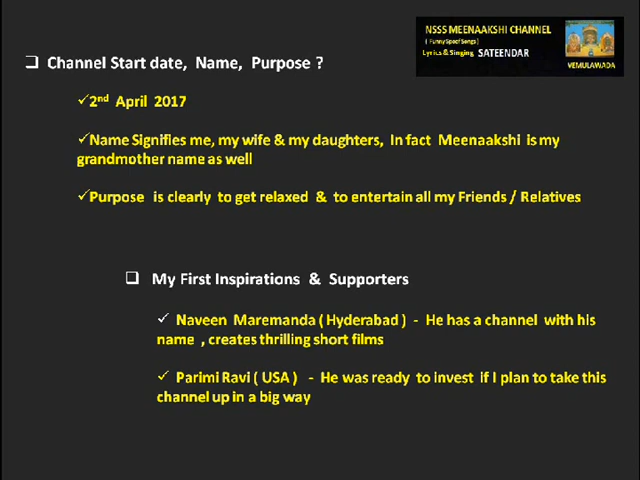 NSSS MEENAAKSHI CHANNEL
( Funny Spoof Songs )
Lyrics & Singing SATEENDAR
VEMULAWADA
Channel Start date, Name, Purpose ?
2nd April 2017
Name Signifies me, my wife & my daughters, In fact Meenaakshi is my
grandmother name as well
Purpose is clearly to get relaxed & to entertain all my Friends / Relatives
My First Inspirations & Supporters
Naveen Maremanda ( Hyderabad ) - He has a channel with his
name , creates thrilling short films
Parimi Ravi ( USA ) - He was ready to invest if I plan to take this
channel up in a big way